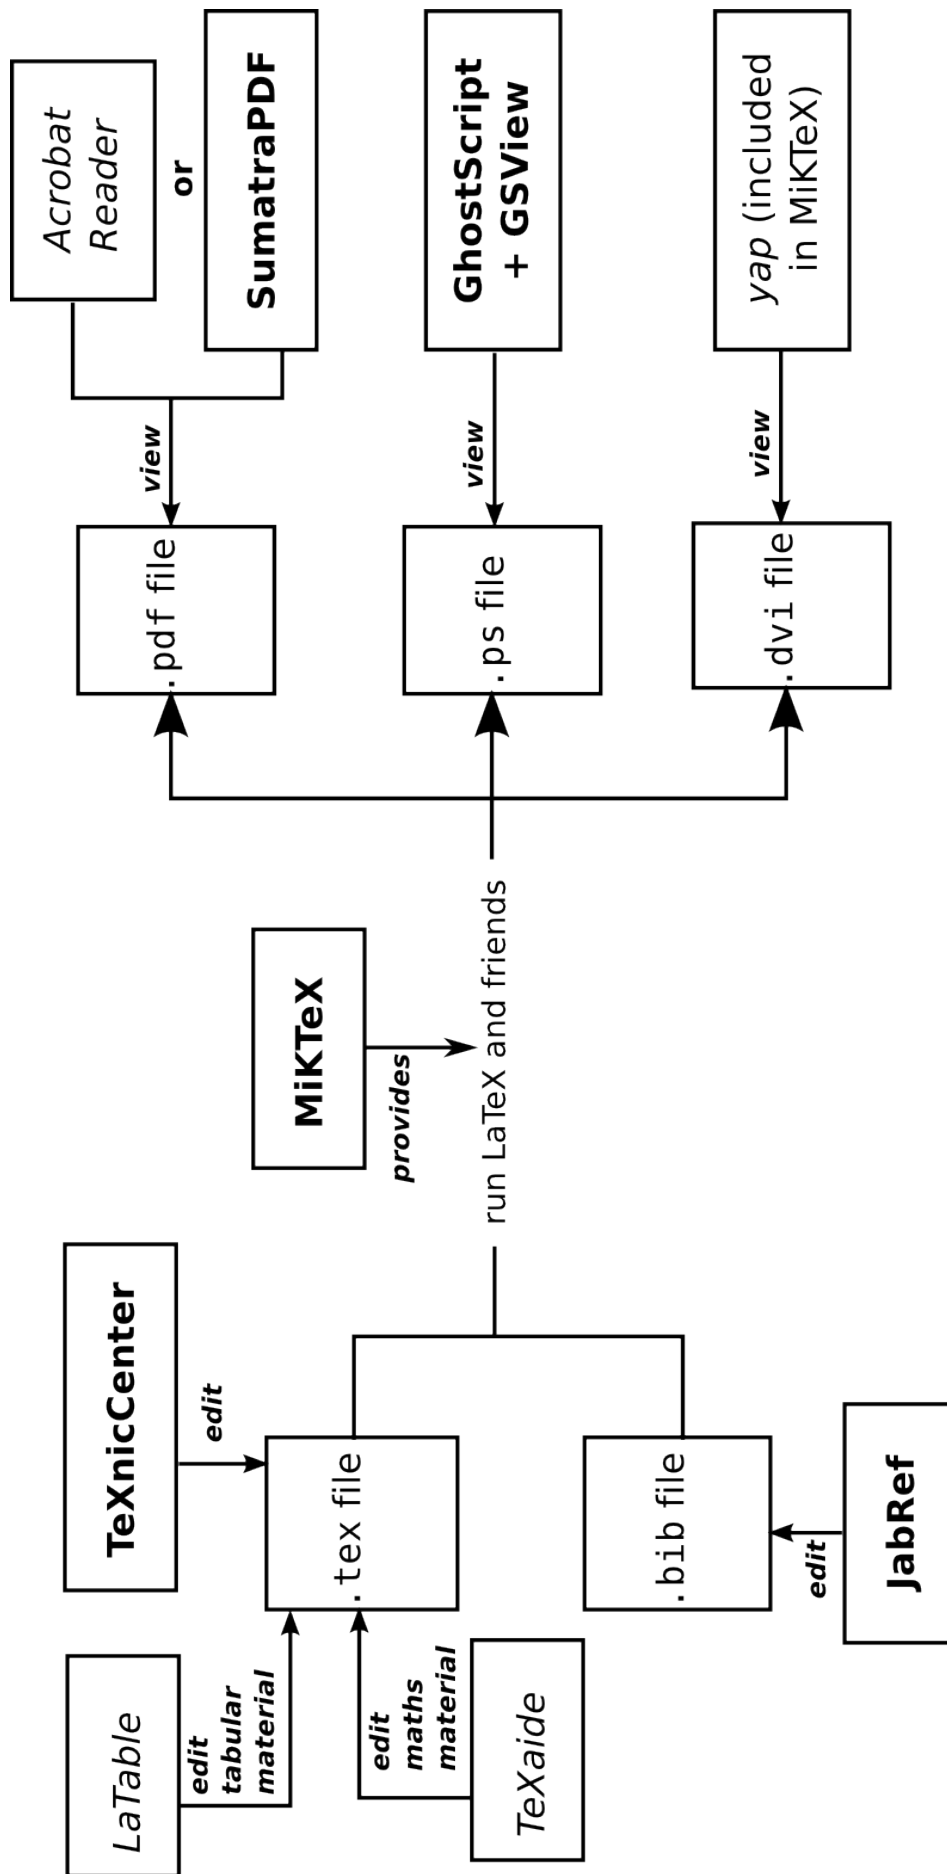 LaTable
edit
tabular
material
TeXnicCenter
edit
.tex file
edit
maths
material
TeXaide
.bib file
edit
JabRef
MiKTeX
provides
run LaTeX and friends
.pdf file
view
Acrobat
Reader
or
SumatraPDF
.ps file
view
GhostScript
+ GSView
.dvi file
view
yap (included
in MiKTeX)